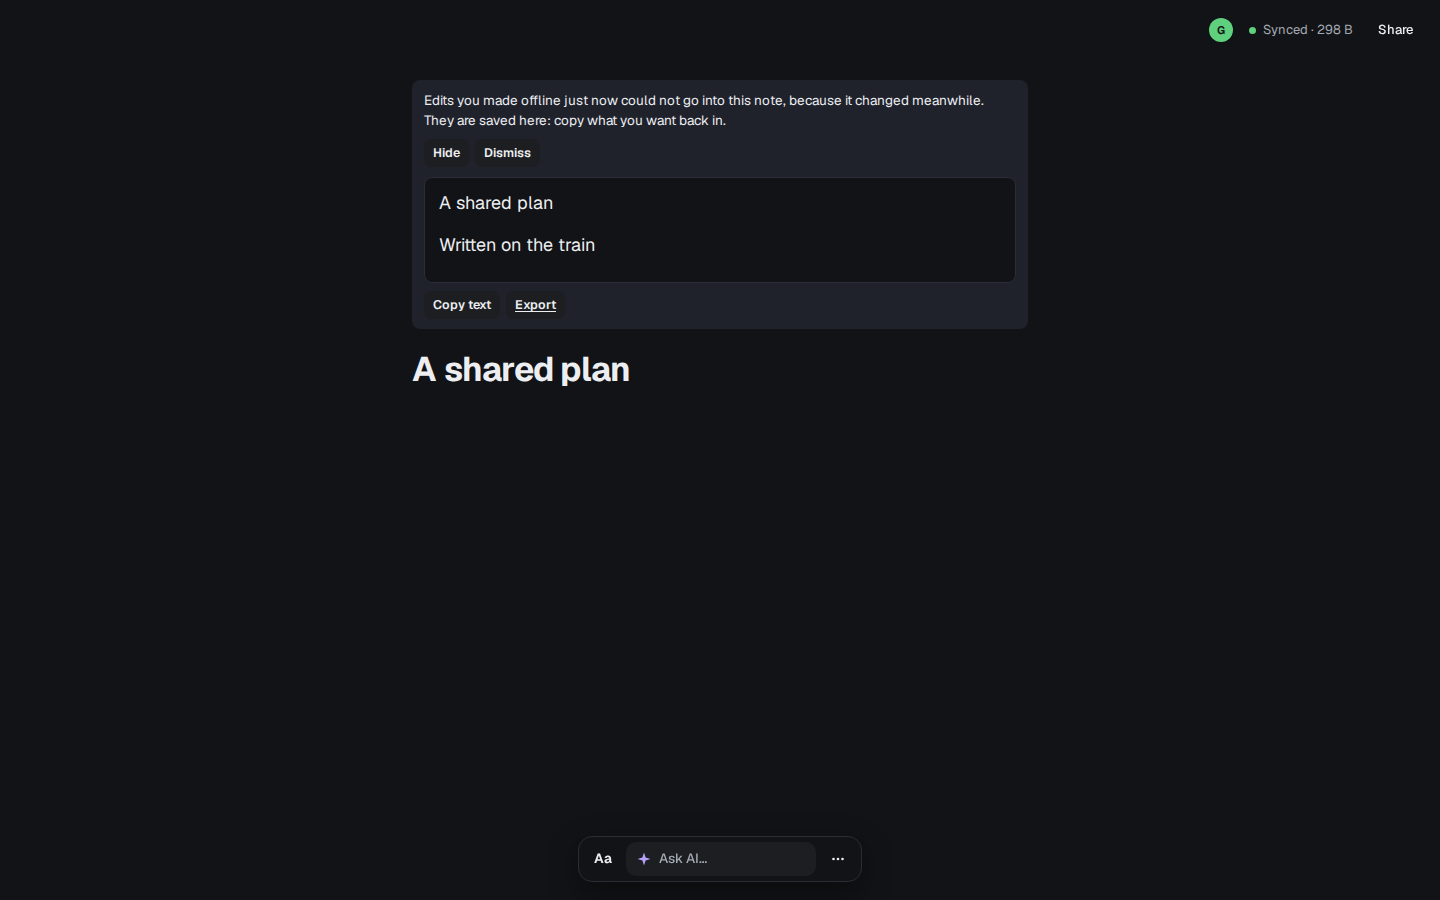 G
Synced · 298 B
Share
Edits you made offline just now could not go into this note, because it changed meanwhile.
They are saved here: copy what you want back in.
Hide
Dismiss
A shared plan
Written on the train
Copy text
Export
A shared plan
Aa
Ask AI...